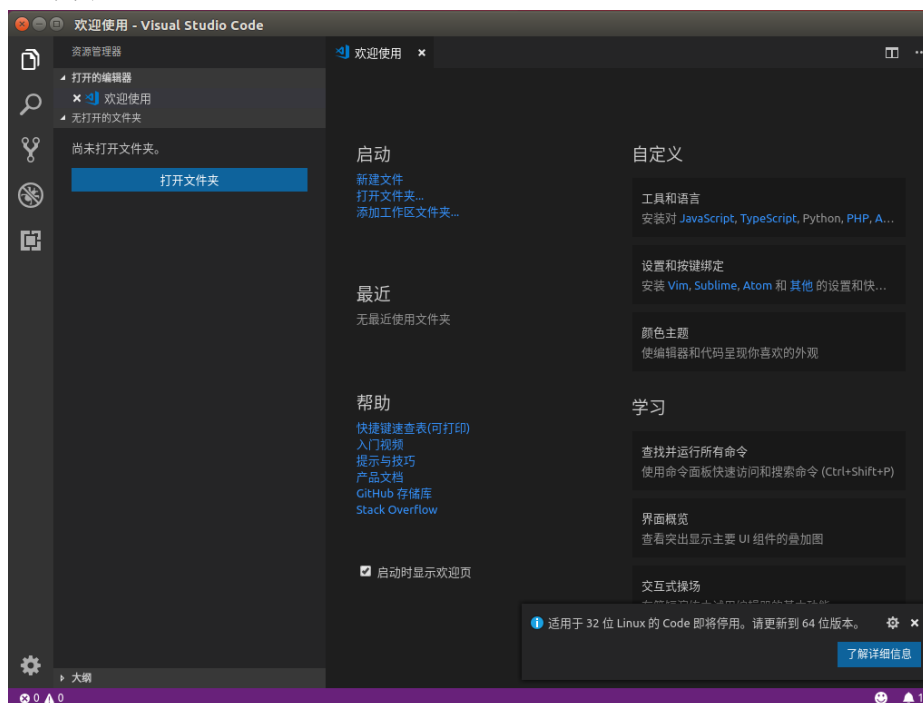 欢迎使用 - Visual Studio Code
资源管理器
打开的编辑器
欢迎使用
无打开的文件夹
尚未打开文件夹。
打开文件夹
大纲
欢迎使用
启动
新建文件
打开文件夹...
添加工作区文件夹...
最近
无最近使用文件夹
帮助
快捷键速查表(可打印)
入门视频
提示与技巧
产品文档
GitHub 存储库
Stack Overflow
启动时显示欢迎页
自定义
工具和语言
安装对 JavaScript, TypeScript, Python, PHP, A...
设置和按键绑定
安装 Vim, Sublime, Atom 和 其他 的设置和快...
颜色主题
使编辑器和代码呈现你喜欢的外观
学习
查找并运行所有命令
使用命令面板快速访问和搜索命令 (Ctrl+Shift+P)
界面概览
查看突出显示主要 UI 组件的叠加图
交互式操场
适用于 32 位 Linux 的 Code 即将停用。请更新到 64 位版本。
了解详细信息
0 0
1